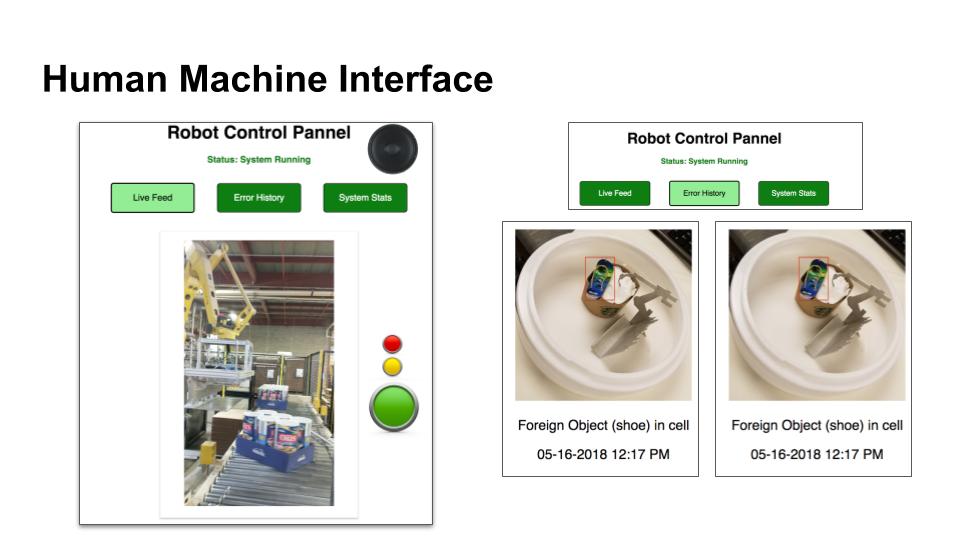 Human Machine Interface
Robot Control Pannel
Status: System Running
Live Feed
Error History
System Stats
Robot Control Pannel
Status: System Running
Live Feed
Error History
System Stats
Foreign Object (shoe) in cell
05-16-2018 12:17 PM
Foreign Object (shoe) in cell
05-16-2018 12:17 PM